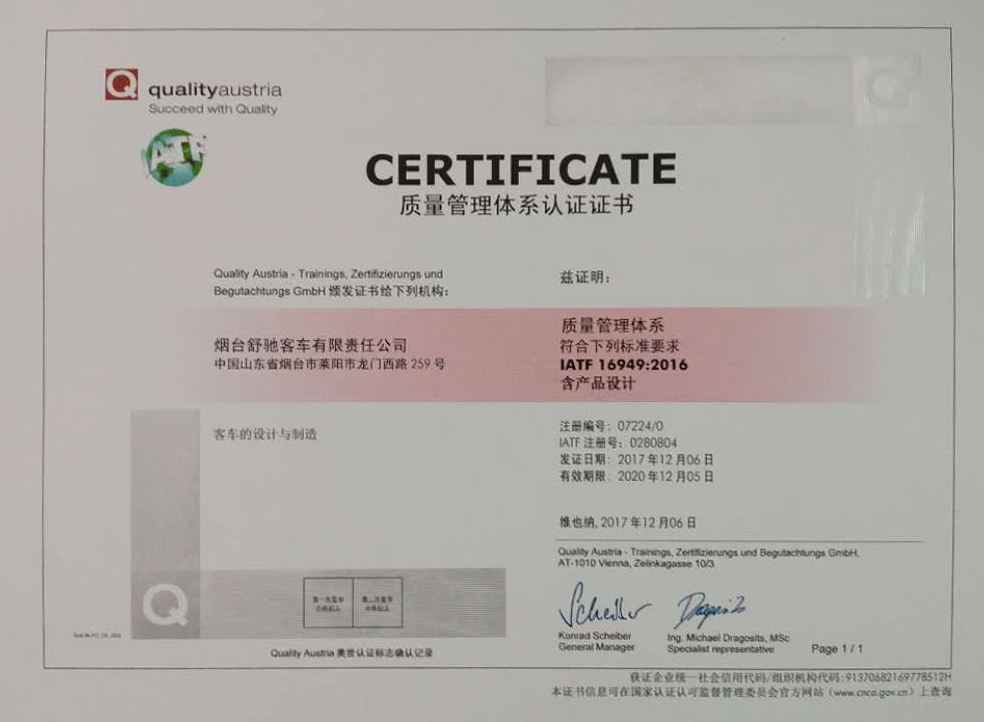 qualityaustria
Succeed with Quality
IATF
CERTIFICATE
质量管理体系认证证书
Quality Austria - Trainings, Zertifizierungs und
Begutachtungs GmbH 颁发证书给下列机构:
兹证明:
烟台舒驰客车有限责任公司
中国山东省烟台市莱阳市龙门西路 259 号
质量管理体系
符合下列标准要求
IATF 16949:2016
含产品设计
客车的设计与制造
注册编号: 07224/0
IATF 注册号: 0280804
发证日期: 2017 年 12 月 06 日
有效期限: 2020 年 12 月 05 日
维也纳, 2017 年 12 月 06 日
Quality Austria - Trainings, Zertifizierungs und Begutachtungs GmbH,
AT-1010 Vienna, Zelinkagasse 10/3
Konrad Scheiber
General Manager
Ing. Michael Dragosits, MSc
Specialist representative
Page 1 / 1
Quality Austria 奥世认证标志确认记录
获证企业统一社会信用代码/组织机构代码:91370682169778512H
本证书信息可在国家认证认可监督管理委员会官方网站（www.cnca.gov.cn）上查询